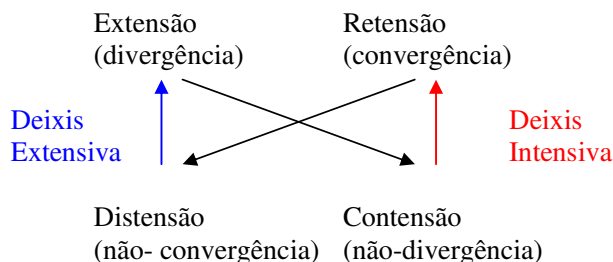 Extensão
(divergência)
Retensão
(convergência)
Deixis
Extensiva
Deixis
Intensiva
Distensão
(não- convergência)
Contensão
(não-divergência)